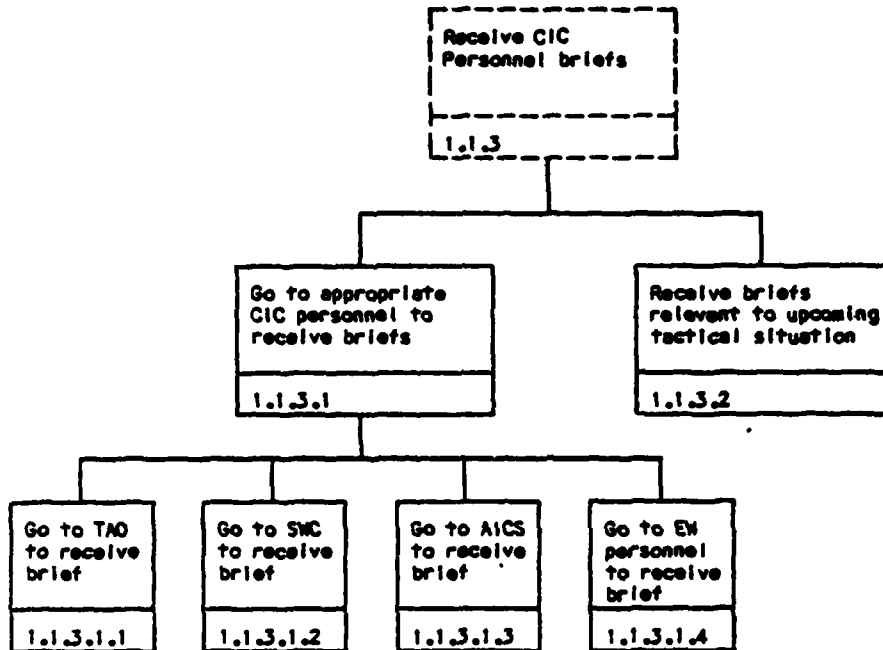 Receive CIC
Personnel briefs
1.1.3
Go to appropriate
CIC personnel to
receive briefs
1.1.3.1
Receive briefs
relevant to upcoming
tactical situation
1.1.3.2
Go to TAO
to receive
brief
1.1.3.1.1
Go to SWC
to receive
brief
1.1.3.1.2
Go to AICS
to receive
brief
1.1.3.1.3
Go to EW
personnel
to receive
brief
1.1.3.1.4